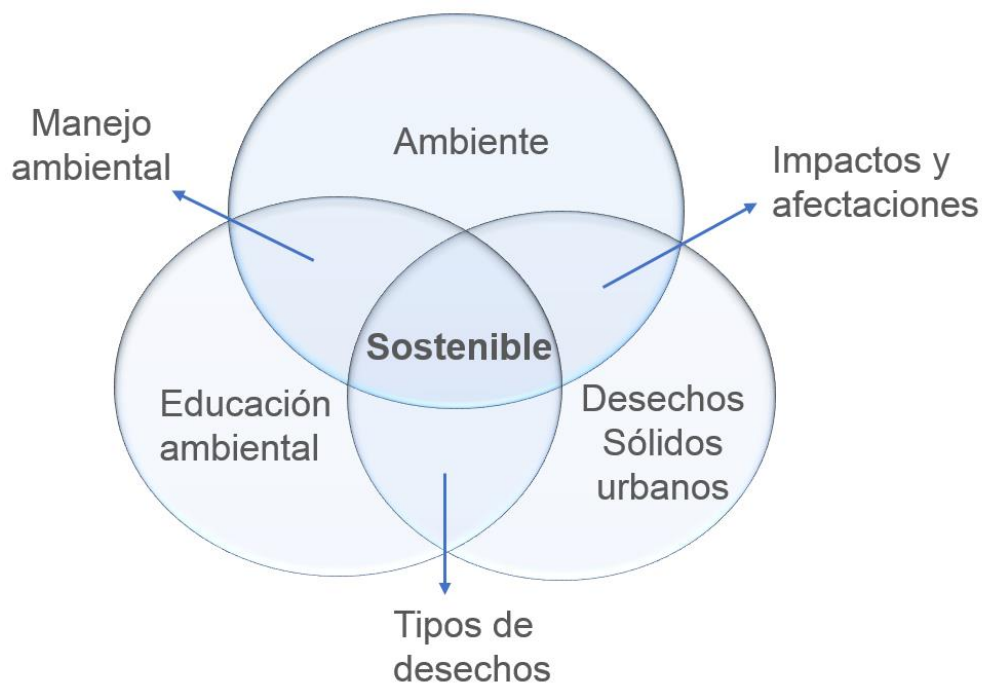 Manejo
ambiental
Ambiente
Impactos y
afectaciones
Sostenible
Educación
ambiental
Desechos
Sólidos
urbanos
Tipos de
desechos